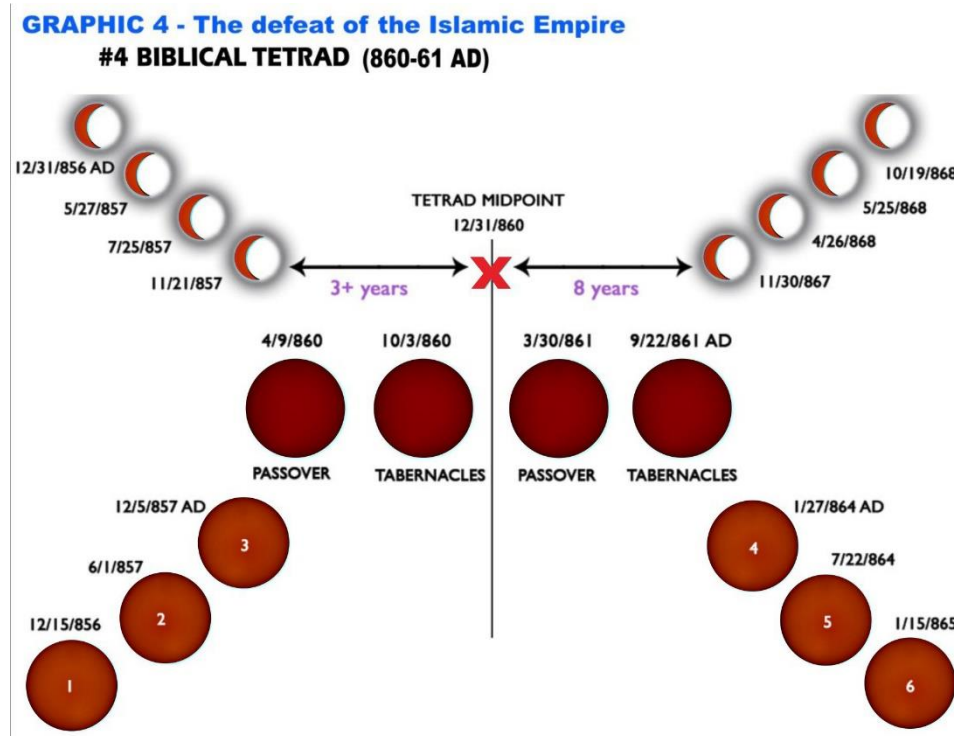 GRAPHIC 4 - The defeat of the Islamic Empire
#4 BIBLICAL TETRAD (860-61 AD)
12/31/856 AD
5/27/857
7/25/857
11/21/857
TETRAD MIDPOINT
12/31/860
X
3+ years
8 years
10/19/868
5/25/868
4/26/868
11/30/867
4/9/860
10/3/860
3/30/861
9/22/861 AD
PASSOVER
TABERNACLES
PASSOVER
TABERNACLES
12/5/857 AD
3
6/1/857
2
12/15/856
1
1/27/864 AD
4
7/22/864
5
1/15/865
6